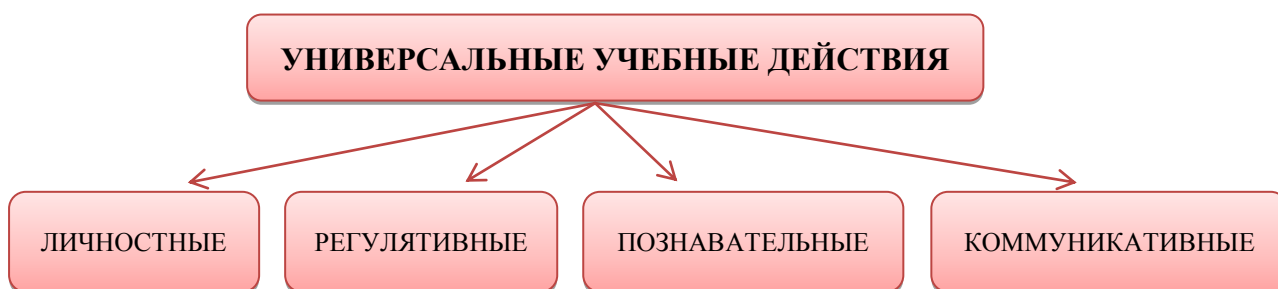 УНИВЕРСАЛЬНЫЕ УЧЕБНЫЕ ДЕЙСТВИЯ
ЛИЧНОСТНЫЕ
РЕГУЛЯТИВНЫЕ
ПОЗНАВАТЕЛЬНЫЕ
КОММУНИКАТИВНЫЕ